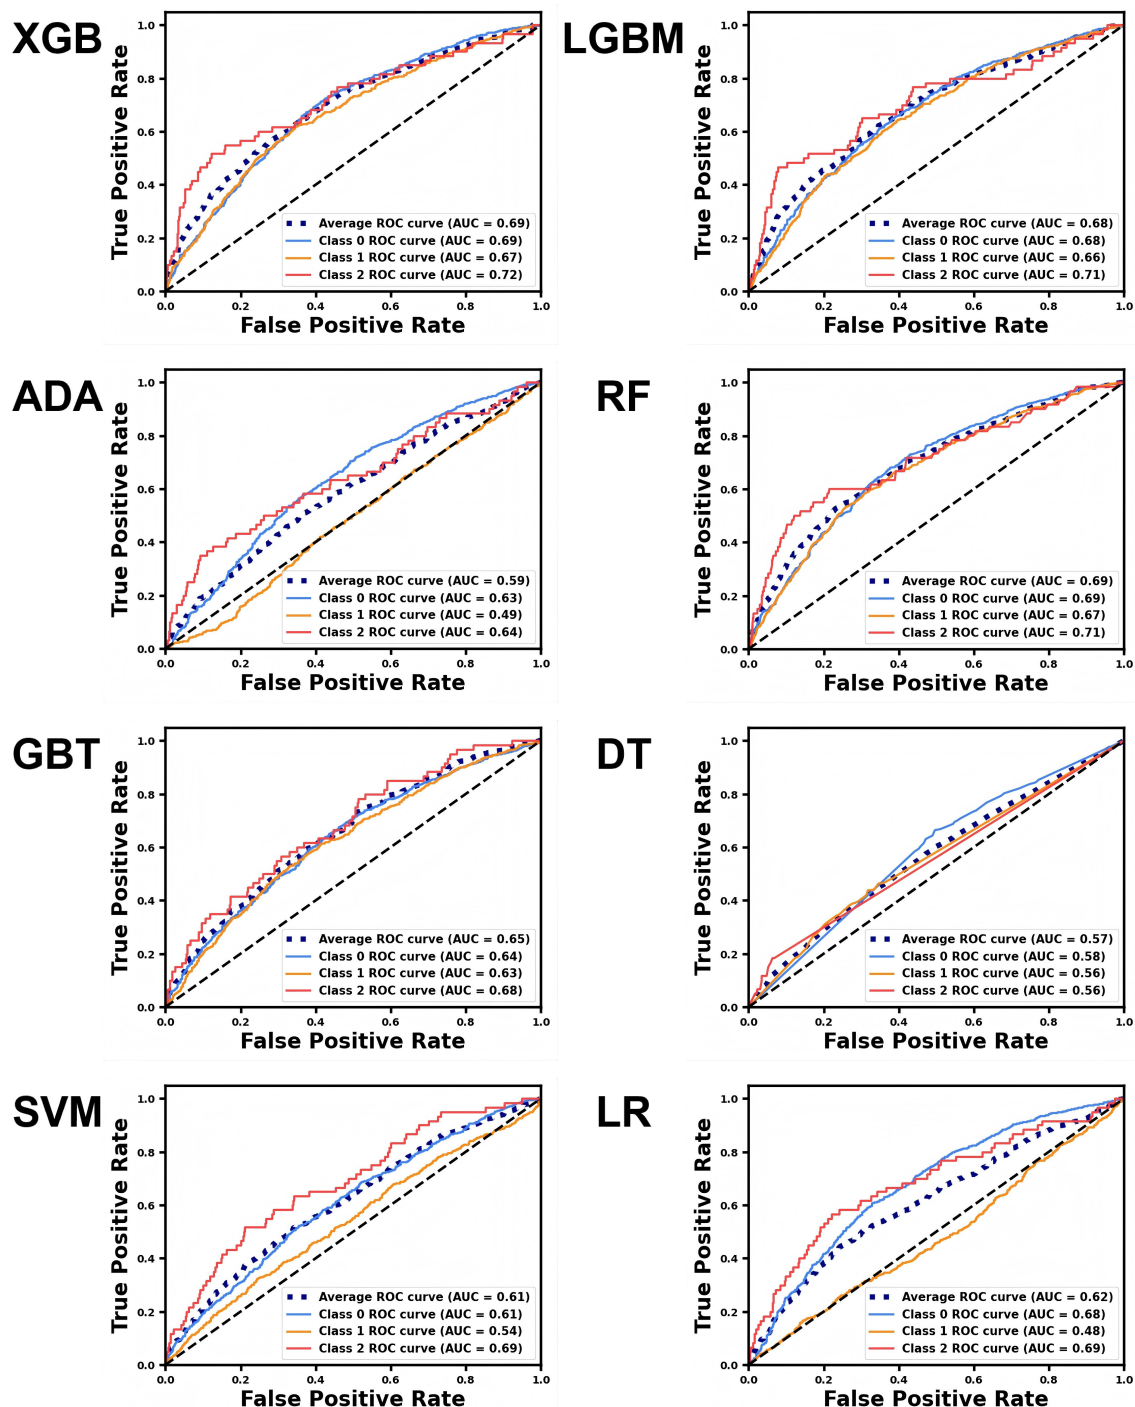 XGB
True Positive Rate
1.0
0.8
0.6
0.4
0.2
0.0
Average ROC curve (AUC = 0.69)
Class 0 ROC curve (AUC = 0.69)
Class 1 ROC curve (AUC = 0.67)
Class 2 ROC curve (AUC = 0.72)
0.0 0.2 0.4 0.6 0.8 1.0
False Positive Rate
LGBM
True Positive Rate
1.0
0.8
0.6
0.4
0.2
0.0
Average ROC curve (AUC = 0.68)
Class 0 ROC curve (AUC = 0.68)
Class 1 ROC curve (AUC = 0.66)
Class 2 ROC curve (AUC = 0.71)
0.0 0.2 0.4 0.6 0.8 1.0
False Positive Rate
ADA
True Positive Rate
1.0
0.8
0.6
0.4
0.2
0.0
Average ROC curve (AUC = 0.59)
Class 0 ROC curve (AUC = 0.63)
Class 1 ROC curve (AUC = 0.49)
Class 2 ROC curve (AUC = 0.64)
0.0 0.2 0.4 0.6 0.8 1.0
False Positive Rate
RF
True Positive Rate
1.0
0.8
0.6
0.4
0.2
0.0
Average ROC curve (AUC = 0.69)
Class 0 ROC curve (AUC = 0.69)
Class 1 ROC curve (AUC = 0.67)
Class 2 ROC curve (AUC = 0.71)
0.0 0.2 0.4 0.6 0.8 1.0
False Positive Rate
GBT
True Positive Rate
1.0
0.8
0.6
0.4
0.2
0.0
Average ROC curve (AUC = 0.65)
Class 0 ROC curve (AUC = 0.64)
Class 1 ROC curve (AUC = 0.63)
Class 2 ROC curve (AUC = 0.68)
0.0 0.2 0.4 0.6 0.8 1.0
False Positive Rate
DT
True Positive Rate
1.0
0.8
0.6
0.4
0.2
0.0
Average ROC curve (AUC = 0.57)
Class 0 ROC curve (AUC = 0.58)
Class 1 ROC curve (AUC = 0.56)
Class 2 ROC curve (AUC = 0.56)
0.0 0.2 0.4 0.6 0.8 1.0
False Positive Rate
SVM
True Positive Rate
1.0
0.8
0.6
0.4
0.2
0.0
Average ROC curve (AUC = 0.61)
Class 0 ROC curve (AUC = 0.61)
Class 1 ROC curve (AUC = 0.54)
Class 2 ROC curve (AUC = 0.69)
0.0 0.2 0.4 0.6 0.8 1.0
False Positive Rate
LR
True Positive Rate
1.0
0.8
0.6
0.4
0.2
0.0
Average ROC curve (AUC = 0.62)
Class 0 ROC curve (AUC = 0.68)
Class 1 ROC curve (AUC = 0.48)
Class 2 ROC curve (AUC = 0.69)
0.0 0.2 0.4 0.6 0.8 1.0
False Positive Rate